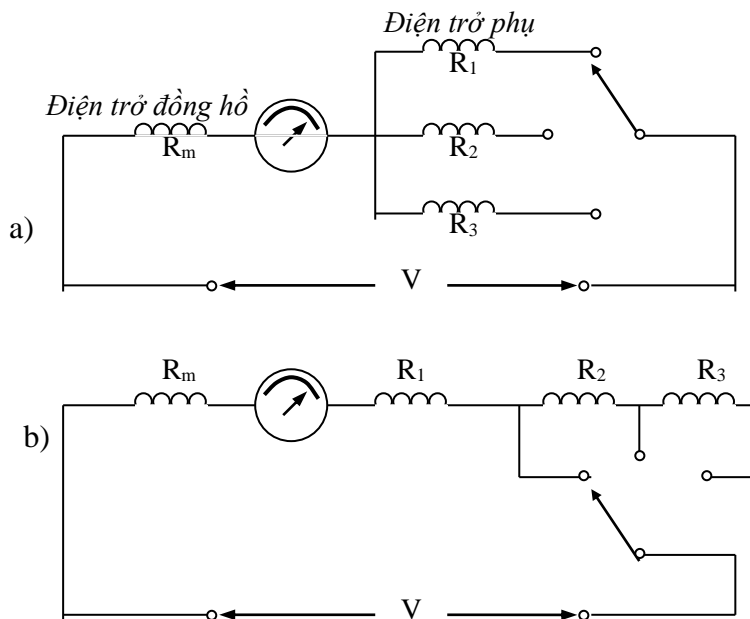 Điện trở phụ
R1
Điện trở đồng hồ
Rm
R2
a)
R3
V
Rm
R1
R2
R3
b)
V